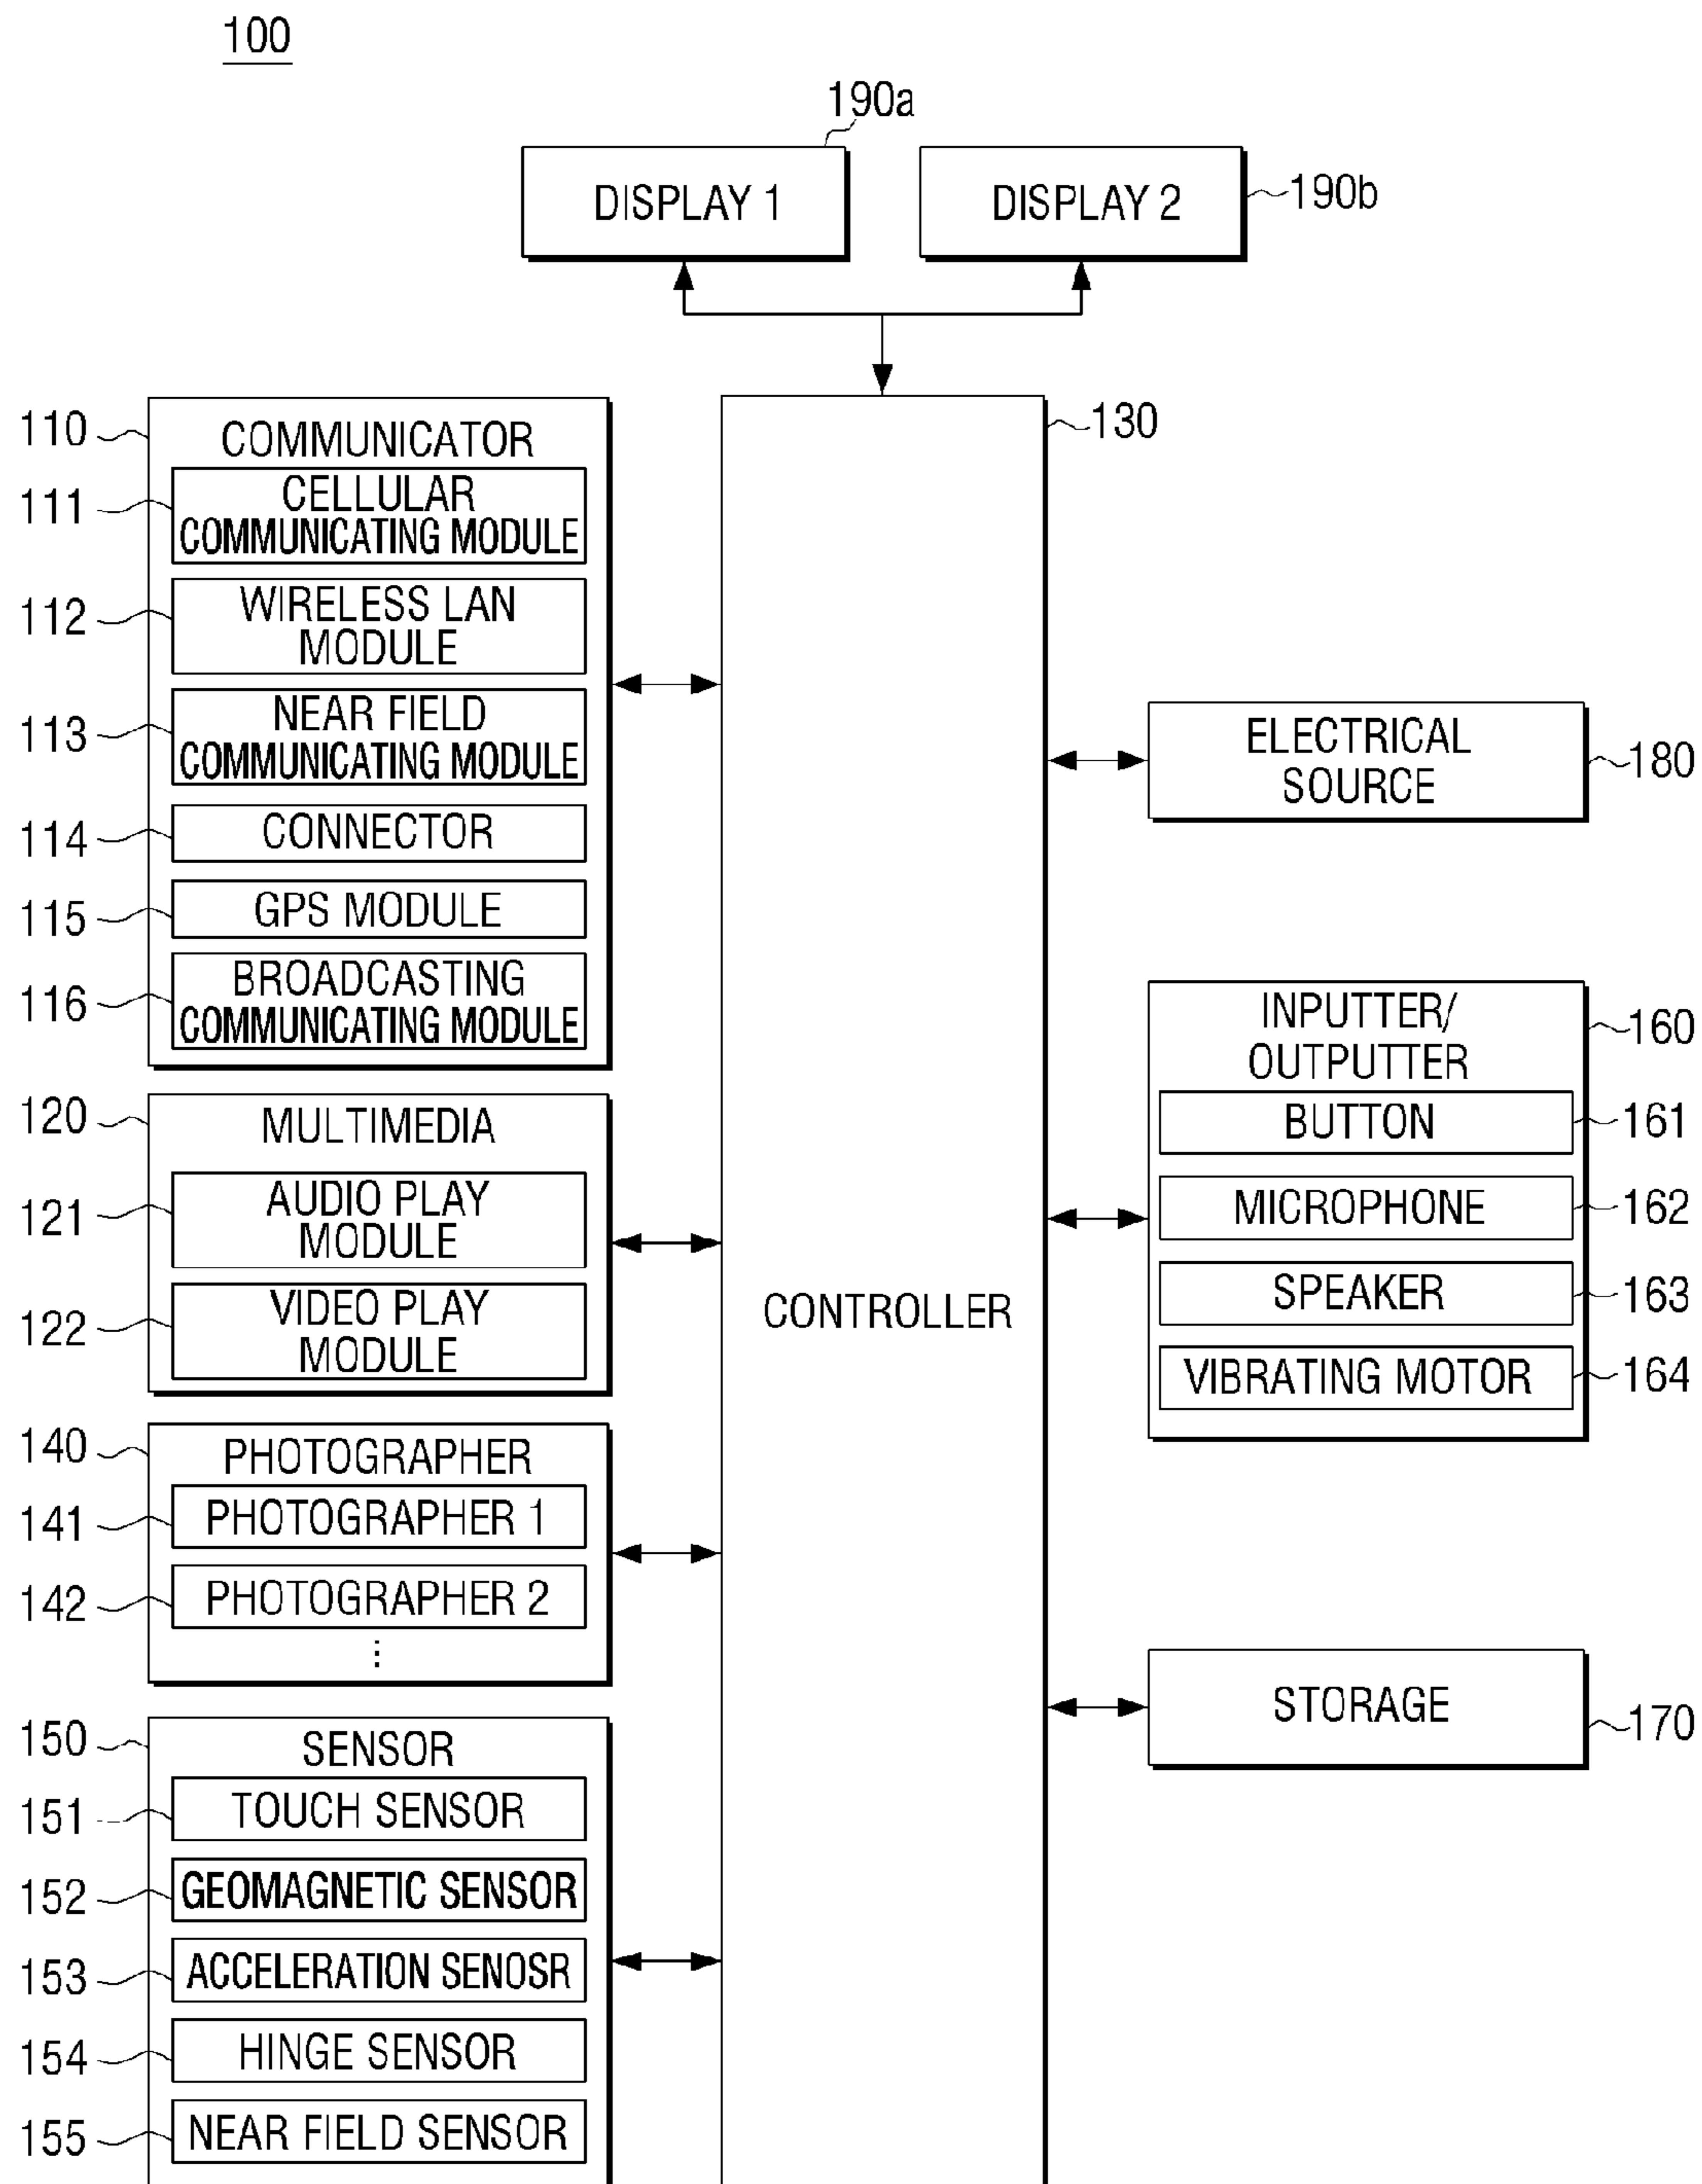 100
190a
DISPLAY 1
DISPLAY 2
190b
110
COMMUNICATOR
111
CELLULAR
COMMUNICATING MODULE
112
WIRELESS LAN
MODULE
113
NEAR FIELD
COMMUNICATING MODULE
114
CONNECTOR
115
GPS MODULE
116
BROADCASTING
COMMUNICATING MODULE
120
MULTIMEDIA
121
AUDIO PLAY
MODULE
122
VIDEO PLAY
MODULE
140
PHOTOGRAPHER
141
PHOTOGRAPHER 1
142
PHOTOGRAPHER 2
⋮
150
SENSOR
151
TOUCH SENSOR
152
GEOMAGNETIC SENSOR
153
ACCELERATION SENOSR
154
HINGE SENSOR
155
NEAR FIELD SENSOR
130
CONTROLLER
ELECTRICAL
SOURCE
180
INPUTTER/
OUTPUTTER
160
BUTTON
161
MICROPHONE
162
SPEAKER
163
VIBRATING MOTOR
164
STORAGE
170